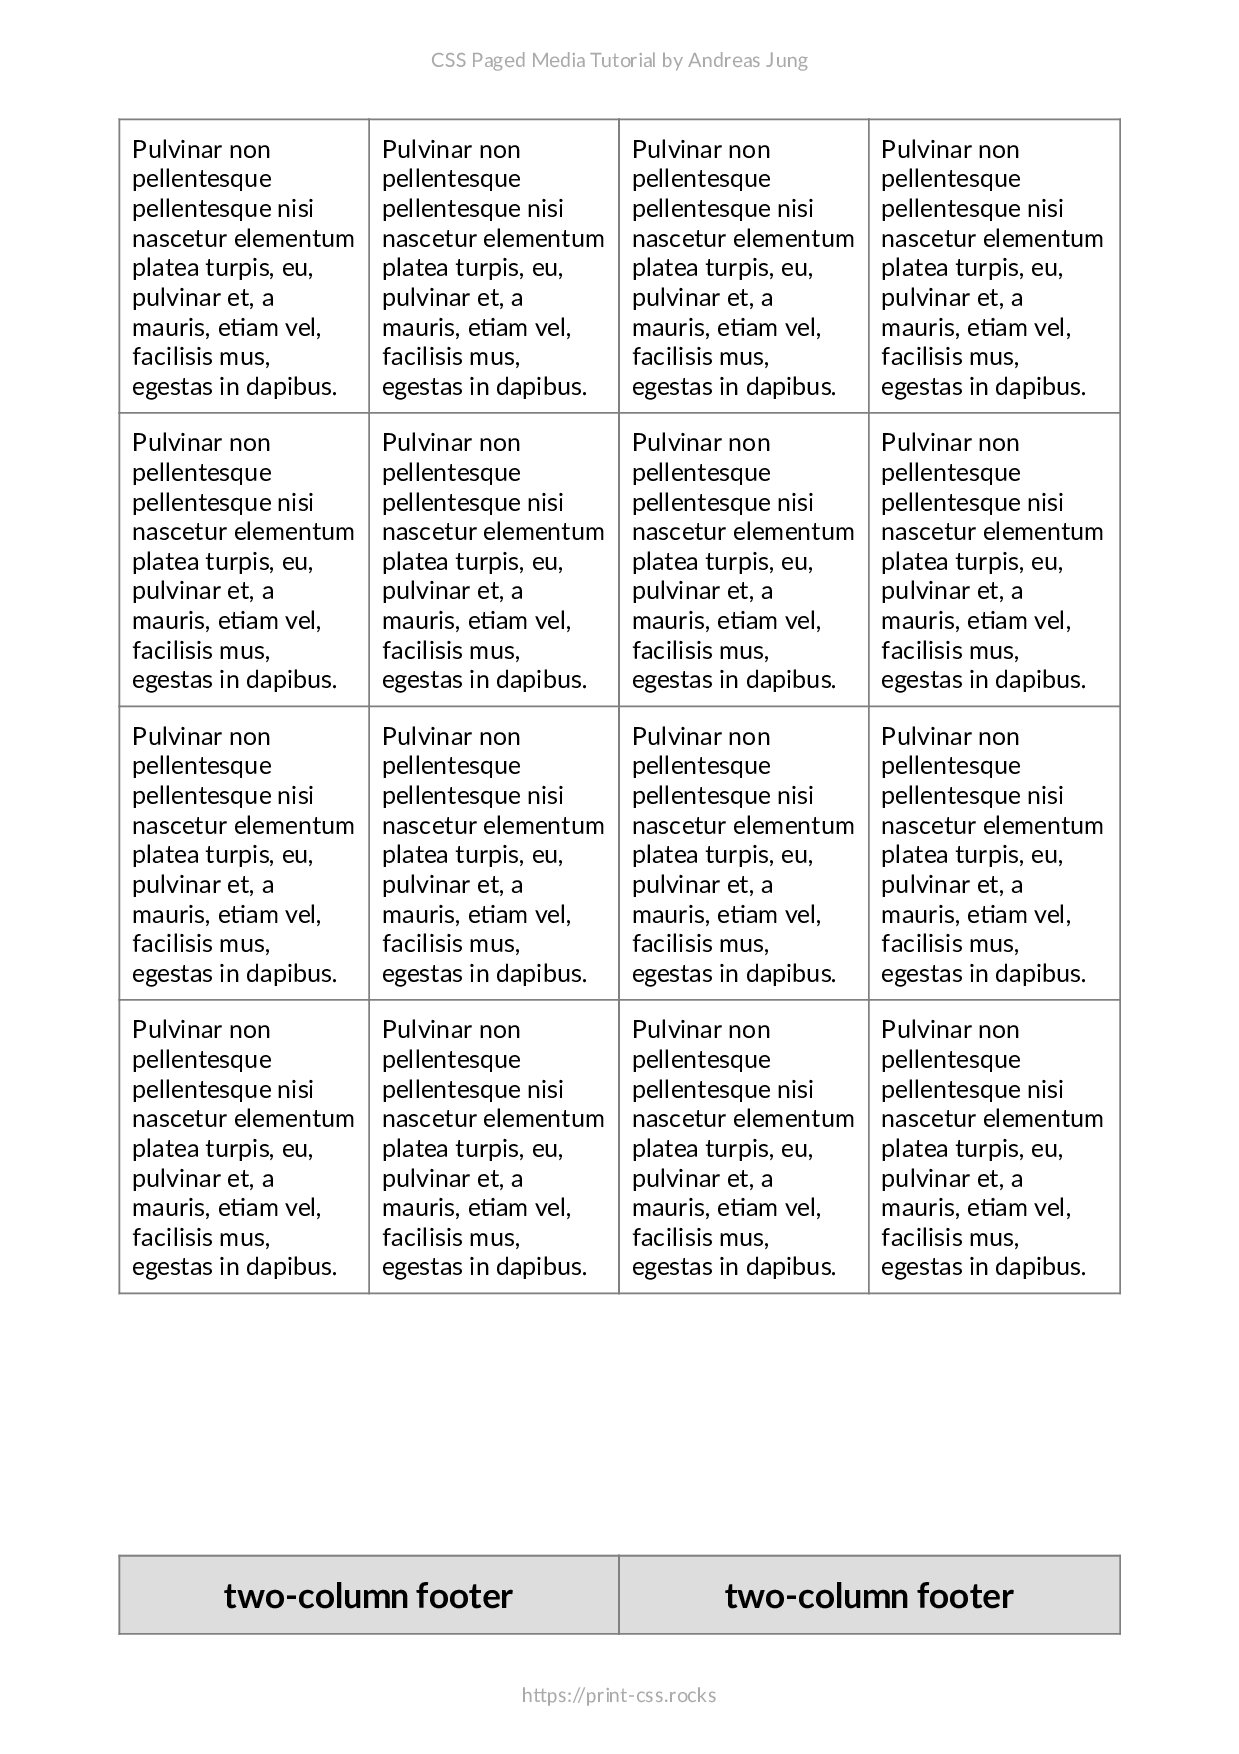 CSS Paged Media Tutorial by Andreas Jung
Pulvinar non
pellentesque
pellentesque nisi
nascetur elementum
platea turpis, eu,
pulvinar et, a
mauris, etiam vel,
facilisis mus,
egestas in dapibus.
Pulvinar non
pellentesque
pellentesque nisi
nascetur elementum
platea turpis, eu,
pulvinar et, a
mauris, etiam vel,
facilisis mus,
egestas in dapibus.
Pulvinar non
pellentesque
pellentesque nisi
nascetur elementum
platea turpis, eu,
pulvinar et, a
mauris, etiam vel,
facilisis mus,
egestas in dapibus.
Pulvinar non
pellentesque
pellentesque nisi
nascetur elementum
platea turpis, eu,
pulvinar et, a
mauris, etiam vel,
facilisis mus,
egestas in dapibus.
Pulvinar non
pellentesque
pellentesque nisi
nascetur elementum
platea turpis, eu,
pulvinar et, a
mauris, etiam vel,
facilisis mus,
egestas in dapibus.
Pulvinar non
pellentesque
pellentesque nisi
nascetur elementum
platea turpis, eu,
pulvinar et, a
mauris, etiam vel,
facilisis mus,
egestas in dapibus.
Pulvinar non
pellentesque
pellentesque nisi
nascetur elementum
platea turpis, eu,
pulvinar et, a
mauris, etiam vel,
facilisis mus,
egestas in dapibus.
Pulvinar non
pellentesque
pellentesque nisi
nascetur elementum
platea turpis, eu,
pulvinar et, a
mauris, etiam vel,
facilisis mus,
egestas in dapibus.
Pulvinar non
pellentesque
pellentesque nisi
nascetur elementum
platea turpis, eu,
pulvinar et, a
mauris, etiam vel,
facilisis mus,
egestas in dapibus.
Pulvinar non
pellentesque
pellentesque nisi
nascetur elementum
platea turpis, eu,
pulvinar et, a
mauris, etiam vel,
facilisis mus,
egestas in dapibus.
Pulvinar non
pellentesque
pellentesque nisi
nascetur elementum
platea turpis, eu,
pulvinar et, a
mauris, etiam vel,
facilisis mus,
egestas in dapibus.
Pulvinar non
pellentesque
pellentesque nisi
nascetur elementum
platea turpis, eu,
pulvinar et, a
mauris, etiam vel,
facilisis mus,
egestas in dapibus.
Pulvinar non
pellentesque
pellentesque nisi
nascetur elementum
platea turpis, eu,
pulvinar et, a
mauris, etiam vel,
facilisis mus,
egestas in dapibus.
Pulvinar non
pellentesque
pellentesque nisi
nascetur elementum
platea turpis, eu,
pulvinar et, a
mauris, etiam vel,
facilisis mus,
egestas in dapibus.
Pulvinar non
pellentesque
pellentesque nisi
nascetur elementum
platea turpis, eu,
pulvinar et, a
mauris, etiam vel,
facilisis mus,
egestas in dapibus.
Pulvinar non
pellentesque
pellentesque nisi
nascetur elementum
platea turpis, eu,
pulvinar et, a
mauris, etiam vel,
facilisis mus,
egestas in dapibus.
two-column footer
two-column footer
https://print-css.rocks